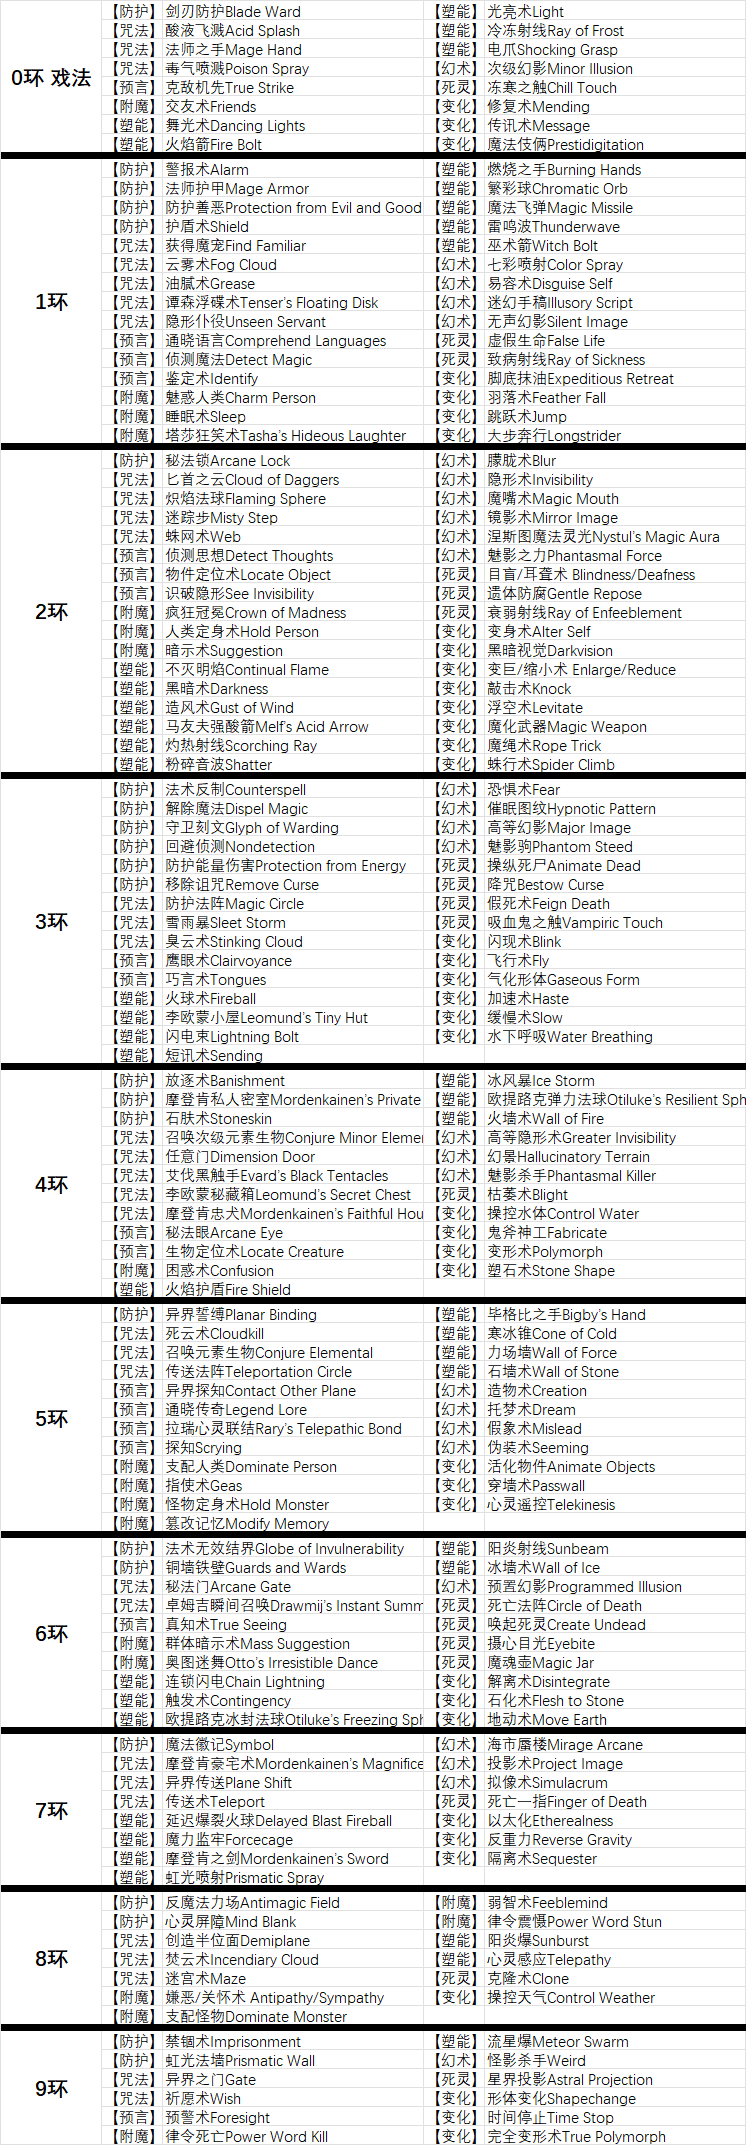 0环 戏法
【防护】 剑刃防护Blade Ward 【塑能】 光亮术Light
【咒法】 酸液飞溅Acid Splash 【塑能】 冷冻射线Ray of Frost
【咒法】 法师之手Mage Hand 【塑能】 电爪Shocking Grasp
【咒法】 毒气喷溅Poison Spray 【幻术】 次级幻影Minor Illusion
【预言】 克敌机先True Strike 【死灵】 冻寒之触Chill Touch
【附魔】 交友术Friends 【变化】 修复术Mending
【塑能】 舞光术Dancing Lights 【变化】 传讯术Message
【塑能】 火焰箭Fire Bolt 【变化】 魔法伎俩Prestidigitation
1环
【防护】 警报术Alarm 【塑能】 燃烧之手Burning Hands
【防护】 法师护甲Mage Armor 【塑能】 繁彩球Chromatic Orb
【防护】 防护善恶Protection from Evil and Good 【塑能】 魔法飞弹Magic Missile
【防护】 护盾术Shield 【塑能】 雷鸣波Thunderwave
【咒法】 获得魔宠Find Familiar 【塑能】 巫术箭Witch Bolt
【咒法】 云雾术Fog Cloud 【幻术】 七彩喷射Color Spray
【咒法】 油腻术Grease 【幻术】 易容术Disguise Self
【咒法】 谭森浮碟术Tenser's Floating Disk 【幻术】 迷幻手稿Illusory Script
【咒法】 隐形仆役Unseen Servant 【幻术】 无声幻影Silent Image
【预言】 通晓语言Comprehend Languages 【死灵】 虚假生命False Life
【预言】 侦测魔法Detect Magic 【死灵】 致病射线Ray of Sickness
【预言】 鉴定术Identify 【变化】 脚底抹油Expeditious Retreat
【附魔】 魅惑人类Charm Person 【变化】 羽落术Feather Fall
【附魔】 睡眠术Sleep 【变化】 跳跃术Jump
【附魔】 塔莎狂笑术Tasha's Hideous Laughter 【变化】 大步奔行Longstrider
2环
【防护】 秘法锁Arcane Lock 【幻术】 朦胧术Blur
【咒法】 匕首之云Cloud of Daggers 【幻术】 隐形术Invisibility
【咒法】 炽焰法球Flaming Sphere 【幻术】 魔嘴术Magic Mouth
【咒法】 迷踪步Misty Step 【幻术】 镜影术Mirror Image
【咒法】 蛛网术Web 【幻术】 涅斯图魔法灵光Nystul's Magic Aura
【预言】 侦测思想Detect Thoughts 【幻术】 魅影之力Phantasmal Force
【预言】 物件定位术Locate Object 【死灵】 目盲/耳聋术 Blindness/Deafness
【预言】 识破隐形See Invisibility 【死灵】 遗体防腐Gentle Repose
【附魔】 疯狂冠冕Crown of Madness 【死灵】 衰弱射线Ray of Enfeeblement
【附魔】 人类定身术Hold Person 【变化】 变身术Alter Self
【附魔】 暗示术Suggestion 【变化】 黑暗视觉Darkvision
【塑能】 不灭明焰Continual Flame 【变化】 变巨/缩小术 Enlarge/Reduce
【塑能】 黑暗术Darkness 【变化】 敲击术Knock
【塑能】 造风术Gust of Wind 【变化】 浮空术Levitate
【塑能】 马友夫强酸箭Melf's Acid Arrow 【变化】 魔化武器Magic Weapon
【塑能】 灼热射线Scorching Ray 【变化】 魔绳术Rope Trick
【塑能】 粉碎音波Shatter 【变化】 蛛行术Spider Climb
3环
【防护】 法术反制Counterspell 【幻术】 恐惧术Fear
【防护】 解除魔法Dispel Magic 【幻术】 催眠图纹Hypnotic Pattern
【防护】 守卫刻文Glyph of Warding 【幻术】 高等幻影Major Image
【防护】 回避侦测Nondetection 【幻术】 魅影驹Phantom Steed
【防护】 防护能量伤害Protection from Energy 【死灵】 操纵死尸Animate Dead
【防护】 移除诅咒Remove Curse 【死灵】 降咒Bestow Curse
【咒法】 防护法阵Magic Circle 【死灵】 假死术Feign Death
【咒法】 雪雨暴Sleet Storm 【死灵】 吸血鬼之触Vampiric Touch
【咒法】 臭云术Stinking Cloud 【变化】 闪现术Blink
【预言】 鹰眼术Clairvoyance 【变化】 飞行术Fly
【预言】 巧言术Tongues 【变化】 气化形体Gaseous Form
【塑能】 火球术Fireball 【变化】 加速术Haste
【塑能】 李欧蒙小屋Leomund's Tiny Hut 【变化】 缓慢术Slow
【塑能】 闪电束Lightning Bolt 【变化】 水下呼吸Water Breathing
【塑能】 短讯术Sending
4环
【防护】 放逐术Banishment 【塑能】 冰风暴Ice Storm
【防护】 摩登肯私人密室Mordenkainen's Private 【塑能】 欧提路克弹力法球Otiluke's Resilient Sph
【防护】 石肤术Stoneskin 【塑能】 火墙术Wall of Fire
【咒法】 召唤次级元素生物Conjure Minor Elemen 【幻术】 高等隐形术Greater Invisibility
【咒法】 任意门Dimension Door 【幻术】 幻景Hallucinatory Terrain
【咒法】 艾伐黑触手Evard's Black Tentacles 【幻术】 魅影杀手Phantasmal Killer
【咒法】 李欧蒙秘藏箱Leomund's Secret Chest 【死灵】 枯萎术Blight
【咒法】 摩登肯忠犬Mordenkainen's Faithful Hou 【变化】 操控水体Control Water
【预言】 秘法眼Arcane Eye 【变化】 鬼斧神工Fabricate
【预言】 生物定位术Locate Creature 【变化】 变形术Polymorph
【附魔】 困惑术Confusion 【变化】 塑石术Stone Shape
【塑能】 火焰护盾Fire Shield
5环
【防护】 异界誓缚Planar Binding 【塑能】 毕格比之手Bigby's Hand
【咒法】 死云术Cloudkill 【塑能】 寒冰锥Cone of Cold
【咒法】 召唤元素生物Conjure Elemental 【塑能】 力场墙Wall of Force
【咒法】 传送法阵Teleportation Circle 【塑能】 石墙术Wall of Stone
【预言】 异界探知Contact Other Plane 【幻术】 造物术Creation
【预言】 通晓传奇Legend Lore 【幻术】 托梦术Dream
【预言】 拉瑞心灵联结Rary's Telepathic Bond 【幻术】 假象术Mislead
【预言】 探知Scrying 【幻术】 伪装术Seeming
【附魔】 支配人类Dominate Person 【变化】 活化物件Animate Objects
【附魔】 指使术Geas 【变化】 穿墙术Passwall
【附魔】 怪物定身术Hold Monster 【变化】 心灵遥控Telekinesis
【附魔】 篡改记忆Modify Memory
6环
【防护】 法术无效结界Globe of Invulnerability 【塑能】 阳炎射线Sunbeam
【防护】 铜墙铁壁Guards and Wards 【塑能】 冰墙术Wall of Ice
【咒法】 秘法门Arcane Gate 【幻术】 预置幻影Programmed Illusion
【咒法】 卓姆吉瞬间召唤Drawmij's Instant Summ 【死灵】 死亡法阵Circle of Death
【预言】 真知术True Seeing 【死灵】 唤起死灵Create Undead
【附魔】 群体暗示术Mass Suggestion 【死灵】 摄心目光Eyebite
【附魔】 奥图迷舞Otto's Irresistible Dance 【死灵】 魔魂壶Magic Jar
【塑能】 连锁闪电Chain Lightning 【变化】 解离术Disintegrate
【塑能】 触发术Contingency 【变化】 石化术Flesh to Stone
【塑能】 欧提路克冰封法球Otiluke's Freezing Sph 【变化】 地动术Move Earth
7环
【防护】 魔法徽记Symbol 【幻术】 海市蜃楼Mirage Arcane
【咒法】 摩登肯豪宅术Mordenkainen's Magnifice 【幻术】 投影术Project Image
【咒法】 异界传送Plane Shift 【幻术】 拟像术Simulacrum
【咒法】 传送术Teleport 【死灵】 死亡一指Finger of Death
【塑能】 延迟爆裂火球Delayed Blast Fireball 【变化】 以太化Etherealness
【塑能】 魔力监牢Forcecage 【变化】 反重力Reverse Gravity
【塑能】 摩登肯之剑Mordenkainen's Sword 【变化】 隔离术Sequester
【塑能】 虹光喷射Prismatic Spray
8环
【防护】 反魔法力场Antimagic Field 【附魔】 弱智术Feeblemind
【防护】 心灵屏障Mind Blank 【附魔】 律令震慑Power Word Stun
【咒法】 创造半位面Demiplane 【塑能】 阳炎爆Sunburst
【咒法】 焚云术Incendiary Cloud 【塑能】 心灵感应Telepathy
【咒法】 迷宫术Maze 【死灵】 克隆术Clone
【附魔】 嫌恶/关怀术 Antipathy/Sympathy 【变化】 操控天气Control Weather
【附魔】 支配怪物Dominate Monster
9环
【防护】 禁锢术Imprisonment 【塑能】 流星爆Meteor Swarm
【防护】 虹光法墙Prismatic Wall 【幻术】 怪影杀手Weird
【咒法】 异界之门Gate 【死灵】 星界投影Astral Projection
【咒法】 祈愿术Wish 【变化】 形体变化Shapechange
【预言】 预警术Foresight 【变化】 时间停止Time Stop
【附魔】 律令死亡Power Word Kill 【变化】 完全变形术True Polymorph